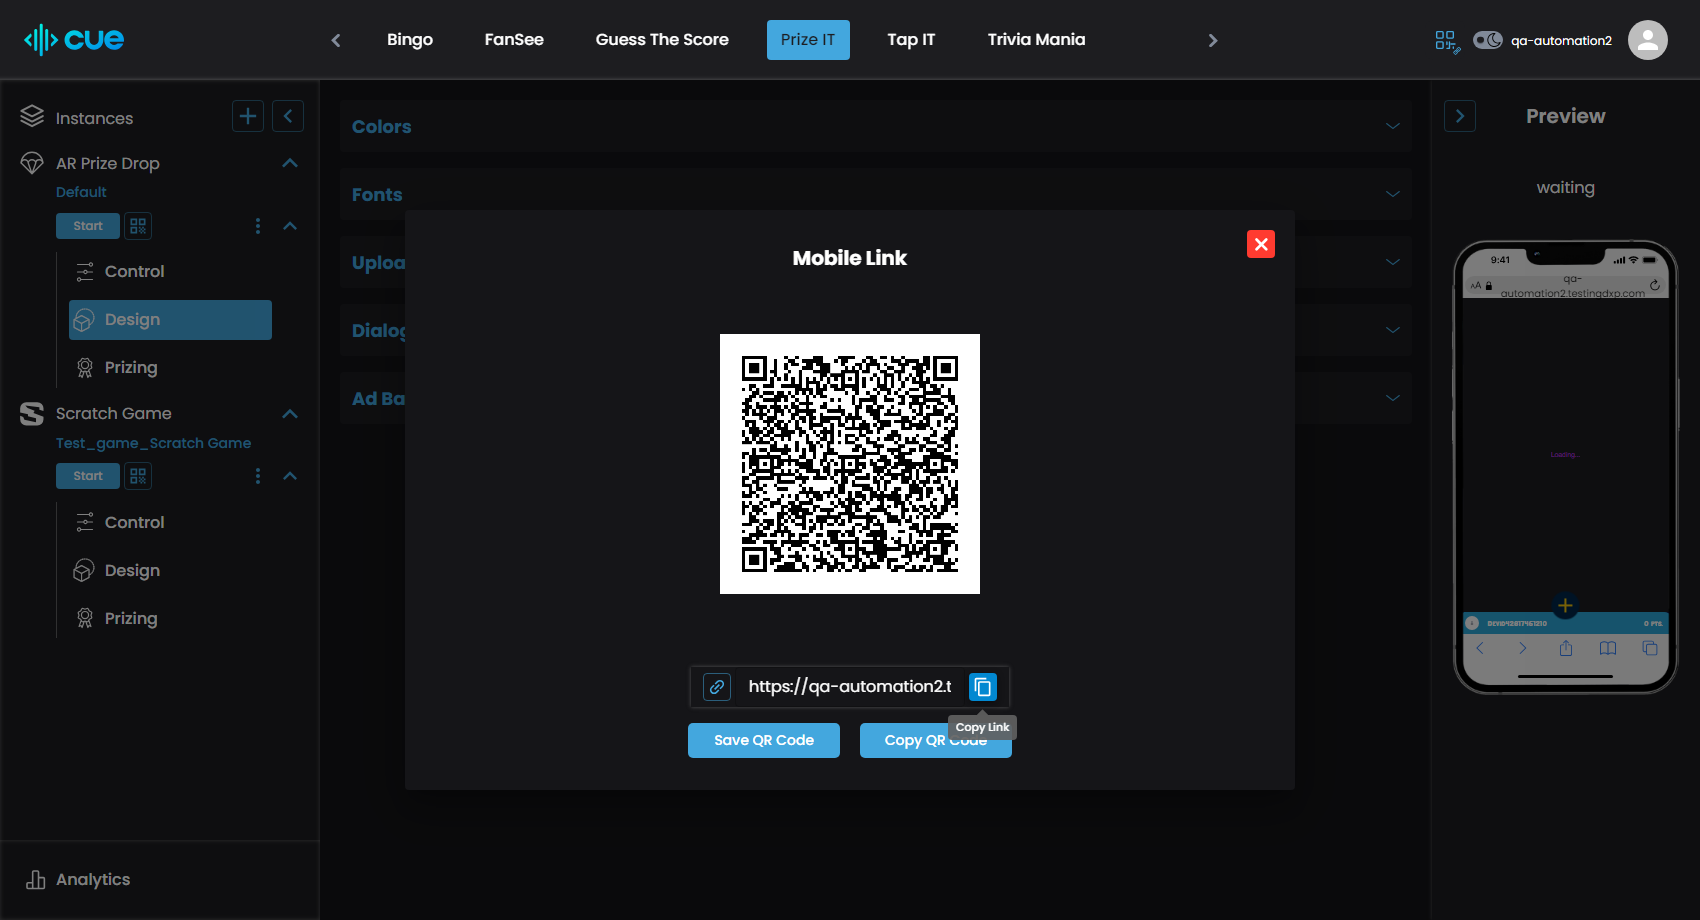 cue
Bingo
FanSee
Guess The Score
Prize IT
Tap IT
Trivia Mania
qa-automation2
Instances
AR Prize Drop
Default
Start
Control
Design
Prizing
Scratch Game
Test_game_Scratch Game
Start
Control
Design
Prizing
Analytics
Colors
Fonts
Uploa
Dialog
Ad Ba
Mobile Link
https://qa-automation2.t
Copy Link
Save QR Code
Copy QR Code
Preview
waiting
9:41
AA
qa-
automation2.testingdxp.com
Loading...
0 PTS.